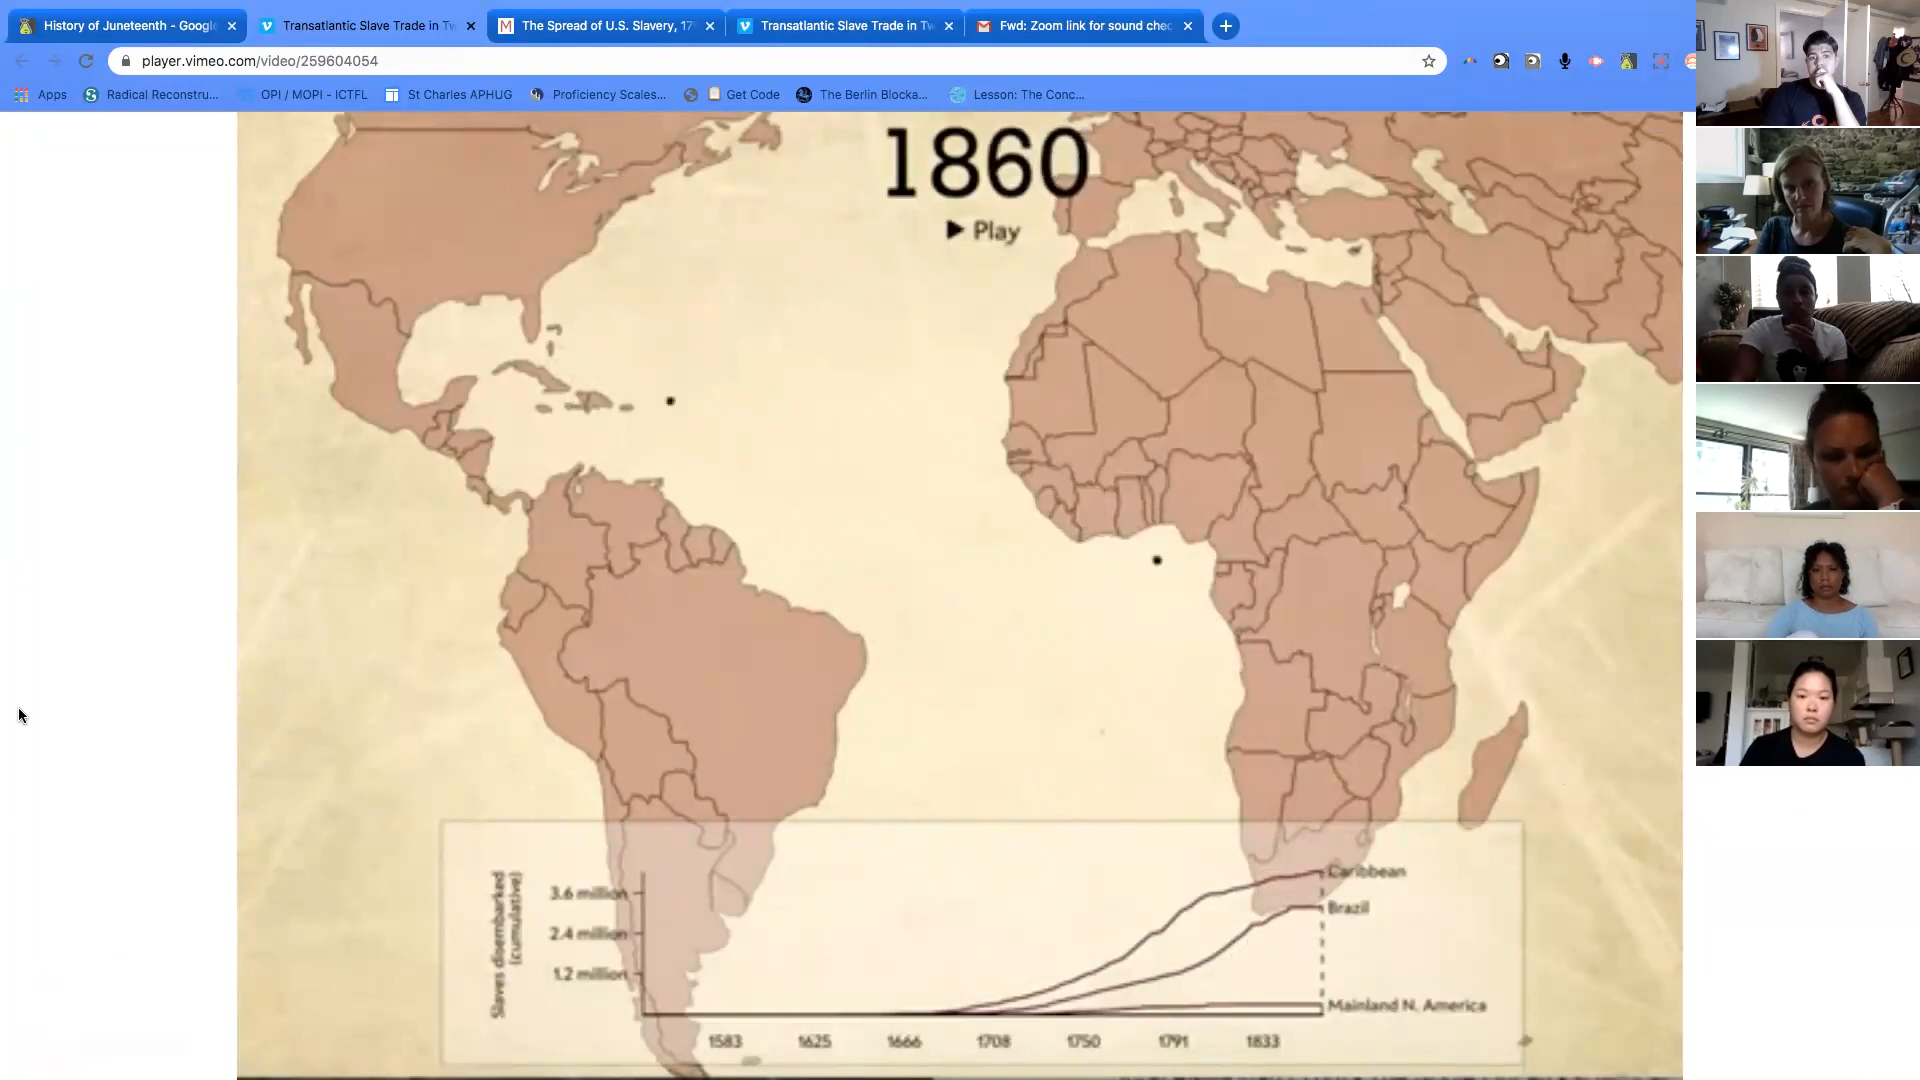 History of Juneteenth - Google
Transatlantic Slave Trade in Tw
The Spread of U.S. Slavery, 17
Transatlantic Slave Trade in Tw
Fwd: Zoom link for sound chec
player.vimeo.com/video/259604054
Apps
Radical Reconstru...
OPI / MOPI - ICTFL
St Charles APHUG
Proficiency Scales...
Get Code
The Berlin Blocka...
Lesson: The Conc...
1860
▶ Play
Slaves disembarked
(cumulative)
3.6 million
2.4 million
1.2 million
Caribbean
Brazil
Mainland N. America
1583 1625 1666 1708 1750 1791 1833